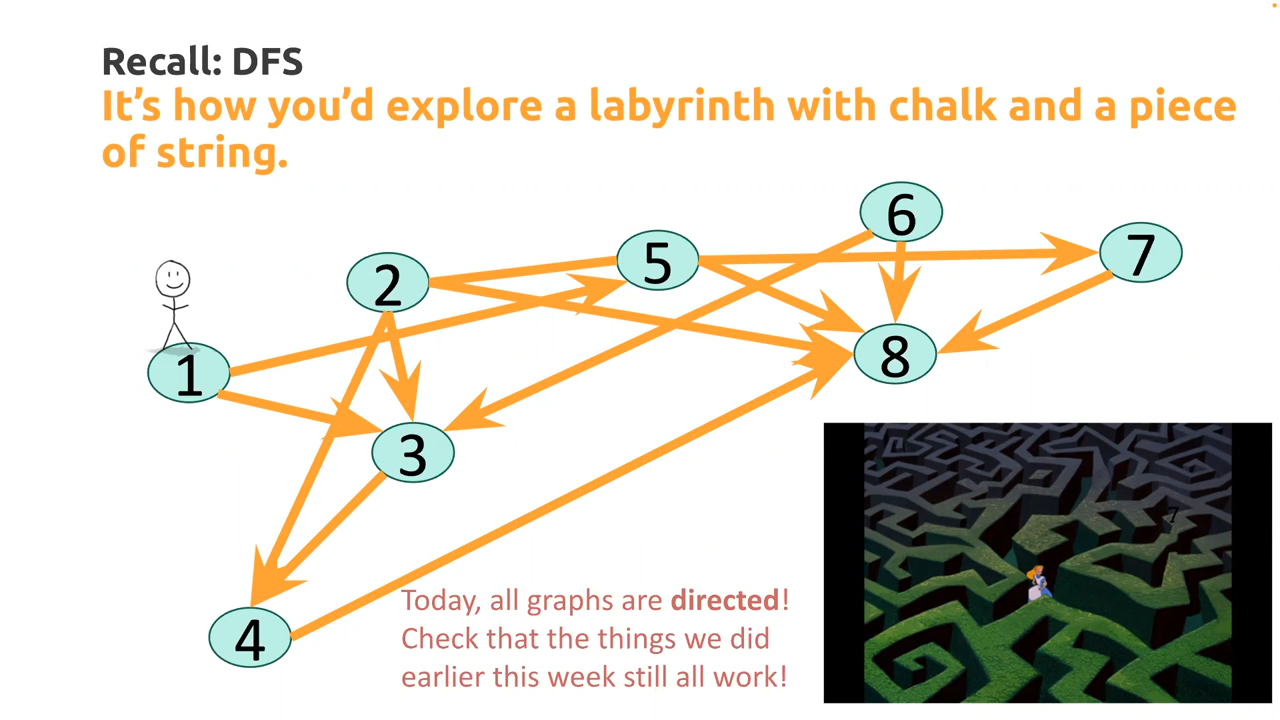 Recall: DFS
It’s how you’d explore a labyrinth with chalk and a piece
of string.
6
7
5
2
8
1
3
4
Today, all graphs are directed!
Check that the things we did
earlier this week still all work!